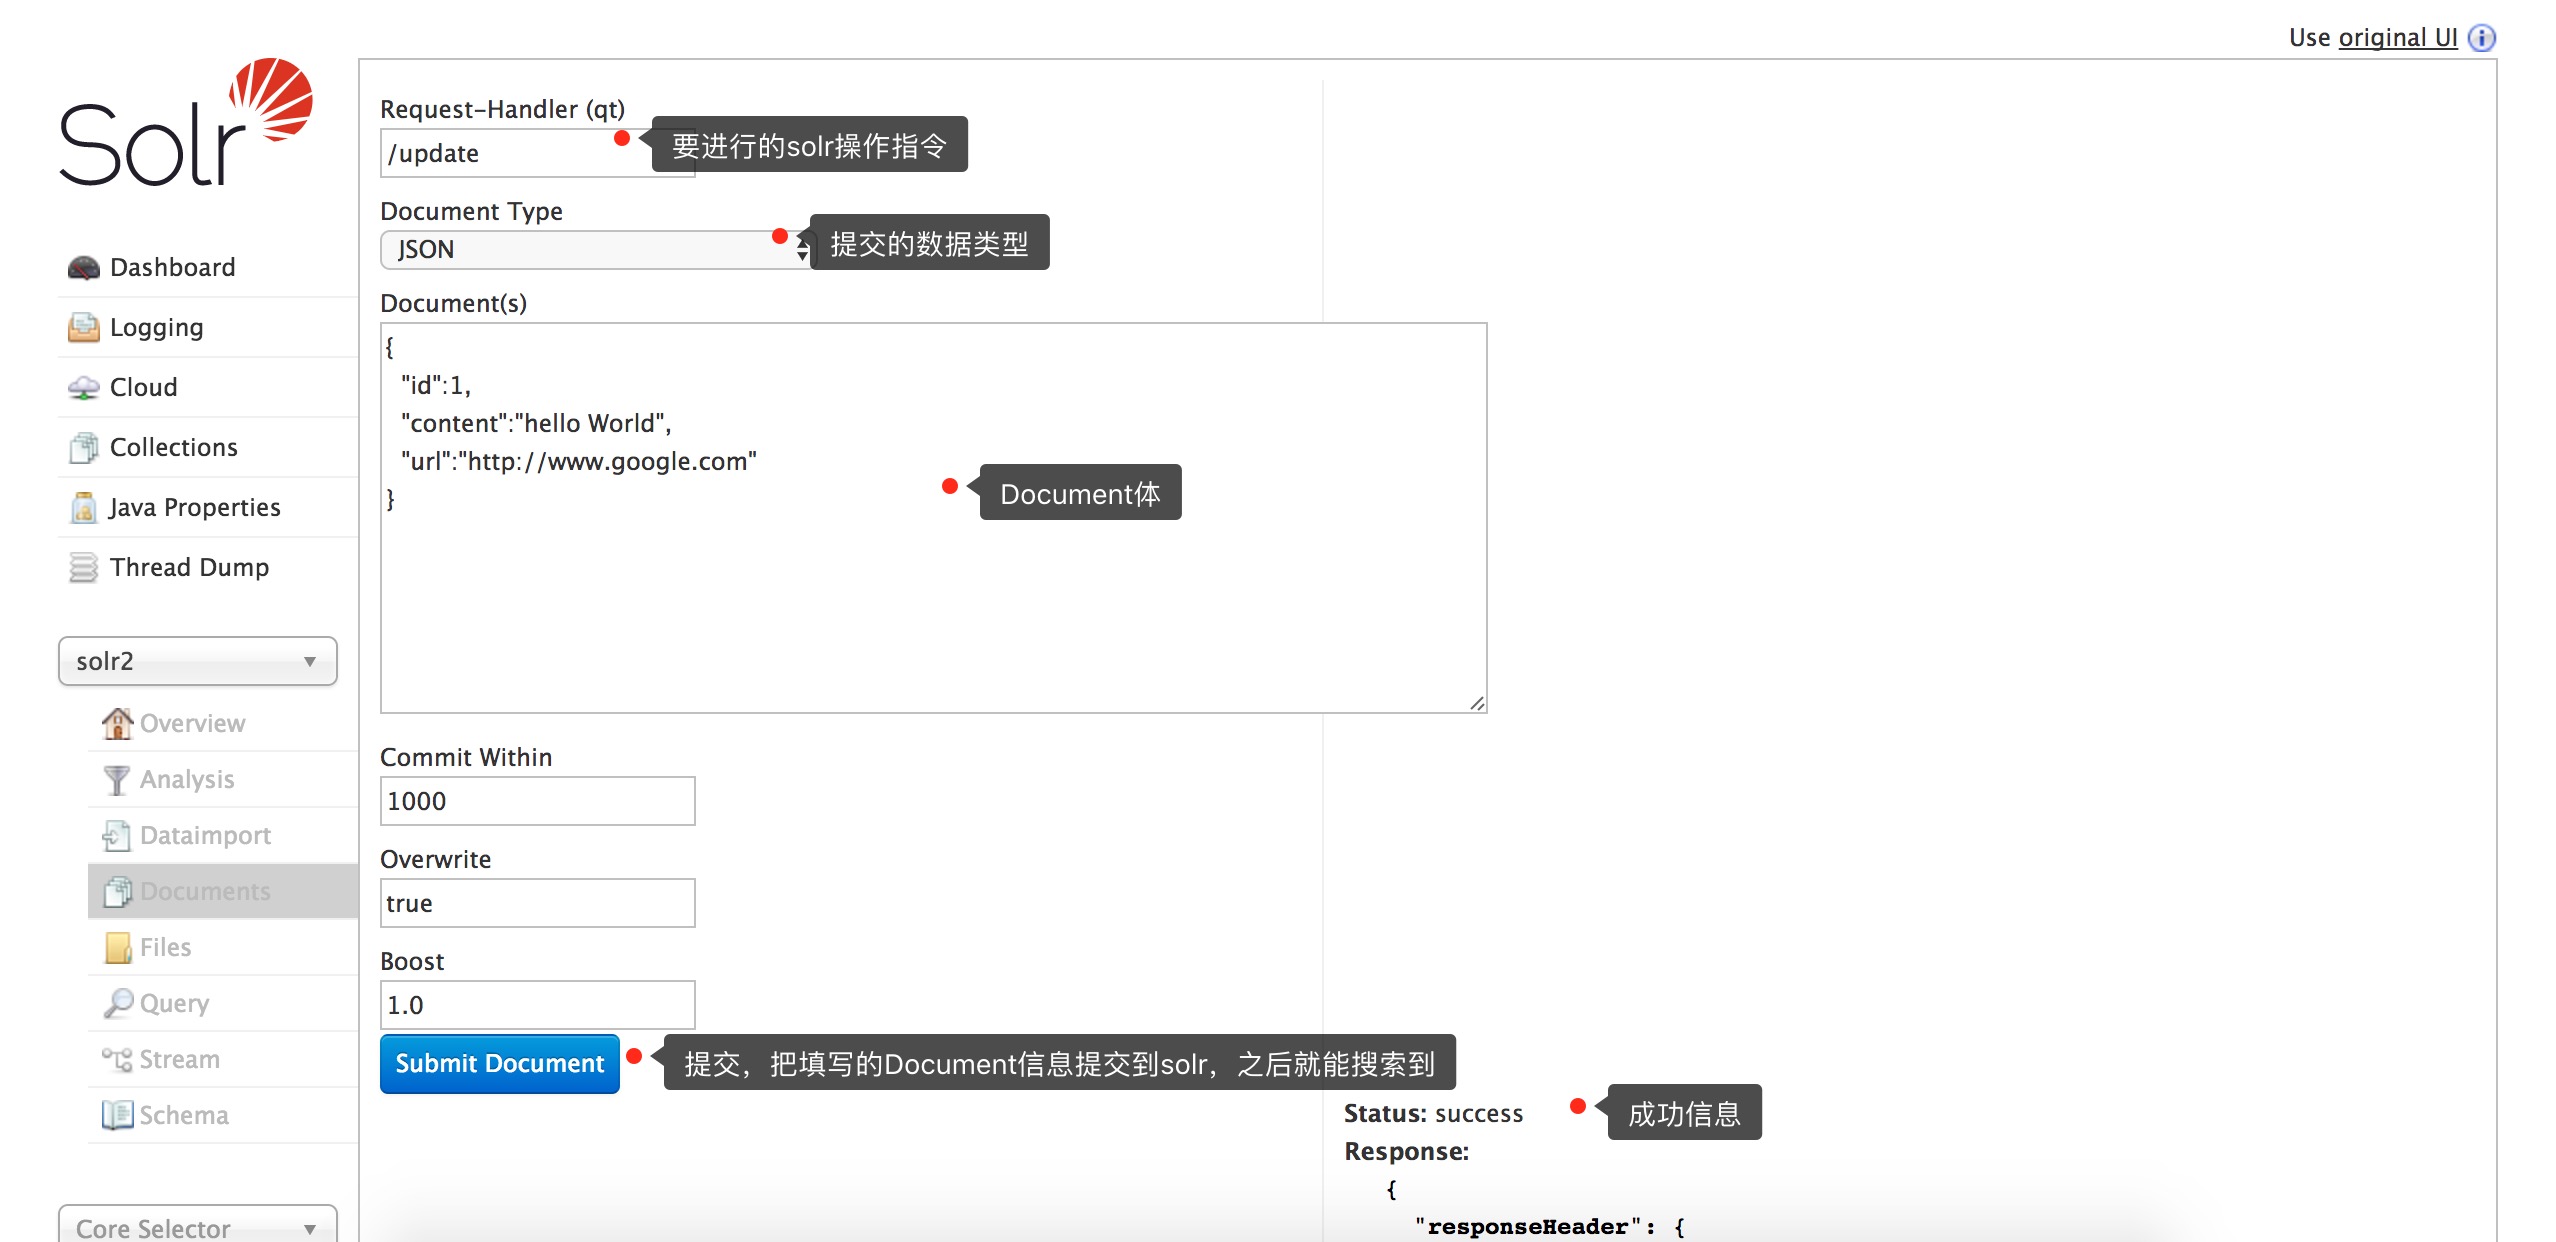 Use original UI
Solr
Dashboard
Logging
Cloud
Collections
Java Properties
Thread Dump
solr2
Overview
Analysis
Dataimport
Documents
Files
Query
Stream
Schema
Core Selector
Request-Handler (qt)
/update
要进行的solr操作指令
Document Type
JSON
提交的数据类型
Document(s)
{
"id":1,
"content":"hello World",
"url":"http://www.google.com"
}
Document体
Commit Within
1000
Overwrite
true
Boost
1.0
Submit Document
提交，把填写的Document信息提交到solr，之后就能搜索到
Status: success
成功信息
Response:
{
"responseHeader": {